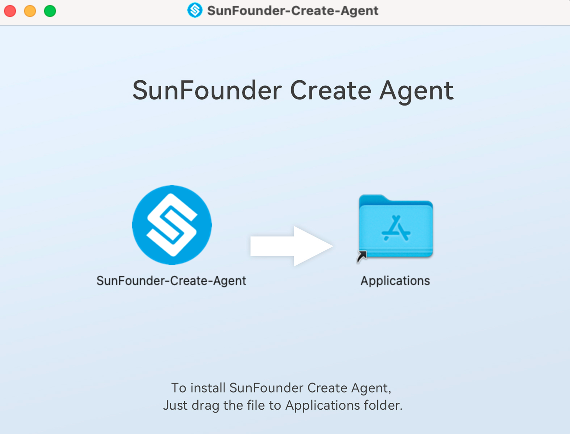 SunFounder-Create-Agent
SunFounder Create Agent
SunFounder-Create-Agent
Applications
To install SunFounder Create Agent,
Just drag the file to Applications folder.